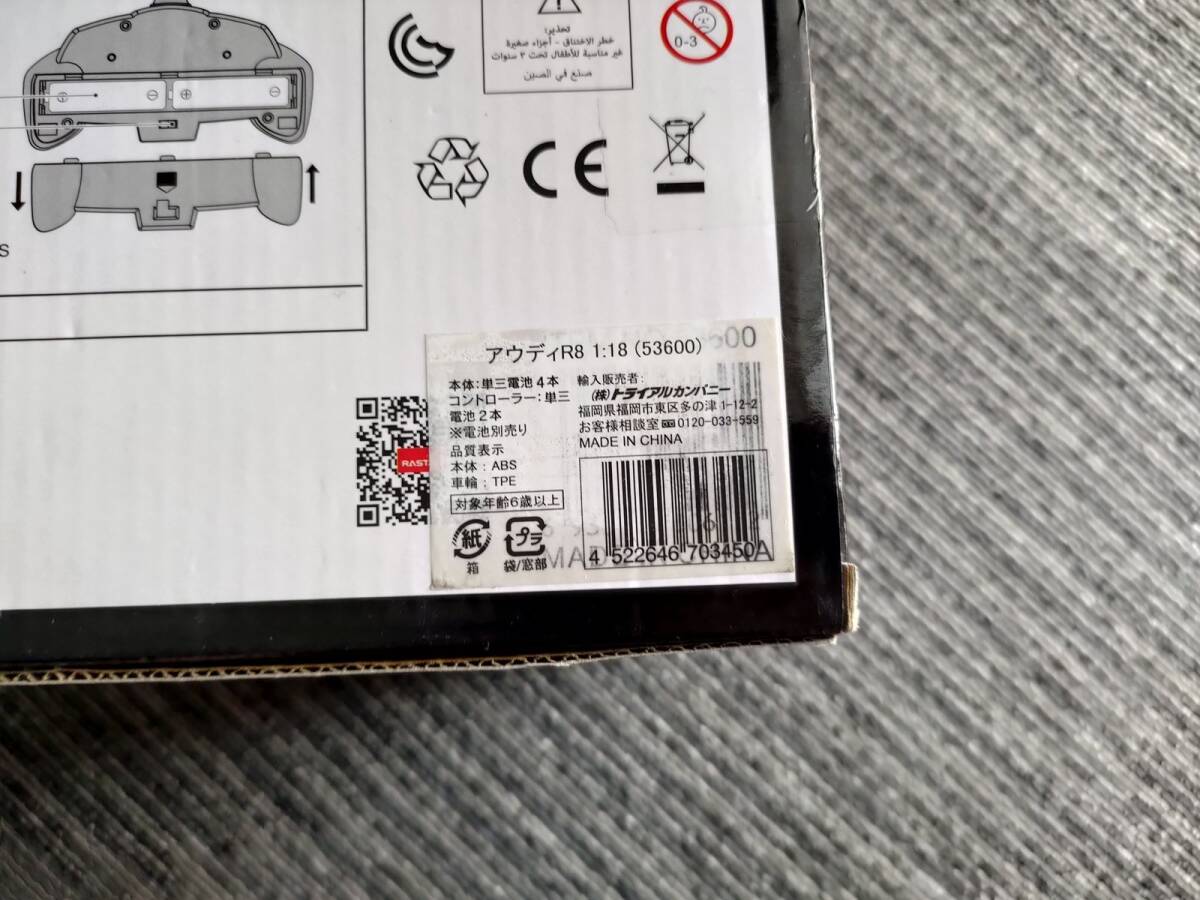 تحذير:
خطر الاختناق - أجزاء صغيرة
غير مناسبة للأطفال تحت ٣ سنوات
صنع في الصين
0-3
CE
S
アウディR8 1:18 (53600)
本体:単三電池4本
コントローラー:単三
電池2本
※電池別売り
品質表示
本体:ABS
車輪:TPE
対象年齢6歳以上
紙
箱
プラ
袋/窓部
輸入販売者:
(株)トライアルカンパニー
福岡県福岡市東区多の津1-12-2
お客様相談室 0120-033-559
MADE IN CHINA
4 522646 703450
RAST